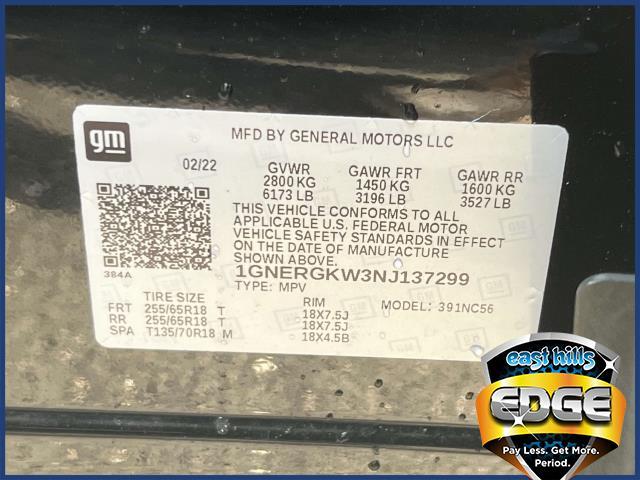 gm
MFD BY GENERAL MOTORS LLC
02/22
GVWR GAWR FRT GAWR RR
2800 KG 1450 KG 1600 KG
6173 LB 3196 LB 3527 LB
THIS VEHICLE CONFORMS TO ALL
APPLICABLE U.S. FEDERAL MOTOR
VEHICLE SAFETY STANDARDS IN EFFECT
ON THE DATE OF MANUFACTURE
SHOWN ABOVE.
1GNERGKW3NJ137299
TYPE: MPV MODEL: 391NC56
384A
TIRE SIZE RIM
FRT 255/65R18 T 18X7.5J
RR 255/65R18 T 18X7.5J
SPA T135/70R18 M 18X4.5B
east hills
EDGE
Pay Less. Get More.
Period.